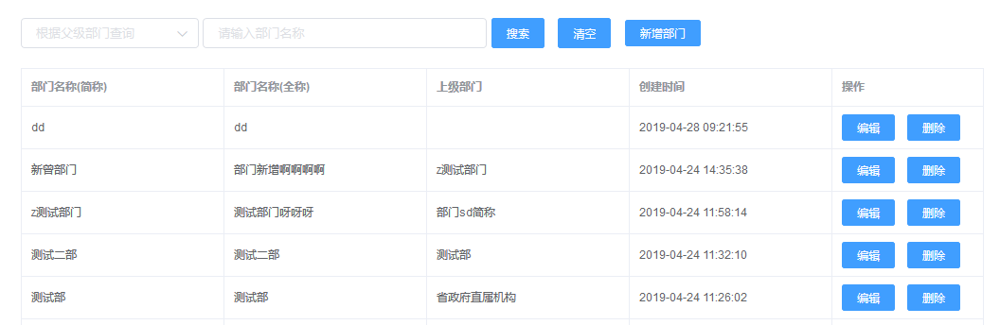 根据父级部门查询 请输入部门名称 搜索 清空 新增部门
部门名称(简称) 部门名称(全称) 上级部门 创建时间 操作
dd dd 2019-04-28 09:21:55 编辑 删除
新曾部门 部门新增啊啊啊啊 z测试部门 2019-04-24 14:35:38 编辑 删除
z测试部门 测试部门呀呀呀 部门sd简称 2019-04-24 11:58:14 编辑 删除
测试二部 测试二部 测试部 2019-04-24 11:32:10 编辑 删除
测试部 测试部 省政府直属机构 2019-04-24 11:26:02 编辑 删除